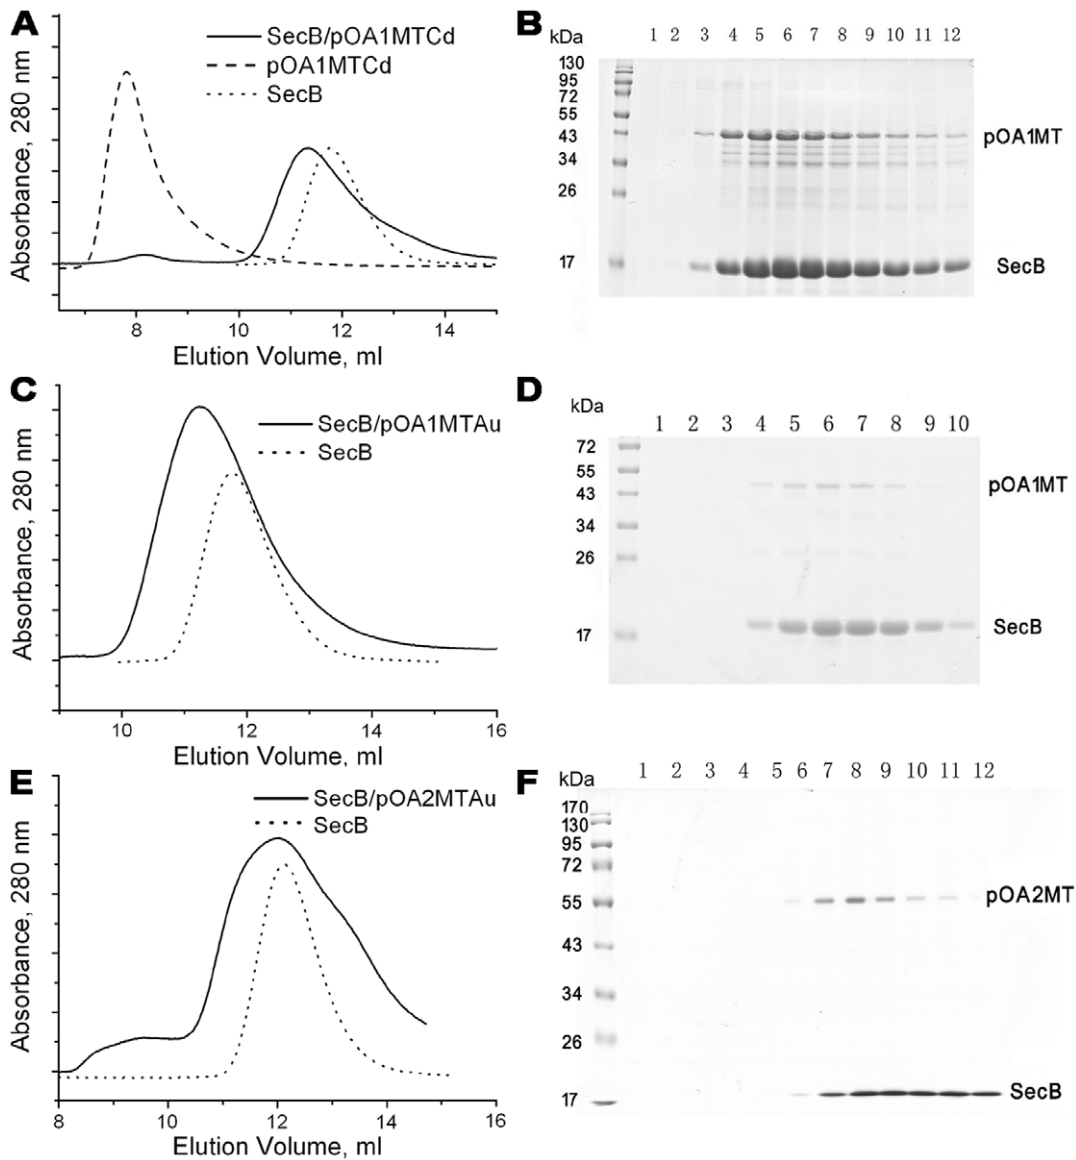 A
SecB/pOA1MTCd
pOA1MTCd
SecB
Absorbance, 280 nm
8 10 12 14
Elution Volume, ml
B
kDa 1 2 3 4 5 6 7 8 9 10 11 12
130
95
72
55
43 pOA1MT
34
26
17 SecB
C
SecB/pOA1MTAu
SecB
Absorbance, 280 nm
10 12 14 16
Elution Volume, ml
D
kDa
1 2 3 4 5 6 7 8 9 10
72
55
43 pOA1MT
34
26
17 SecB
E
SecB/pOA2MTAu
SecB
Absorbance, 280 nm
8 10 12 14 16
Elution Volume, ml
F
kDa 1 2 3 4 5 6 7 8 9 10 11 12
170
130
95
72
55 pOA2MT
43
34
26
17 SecB